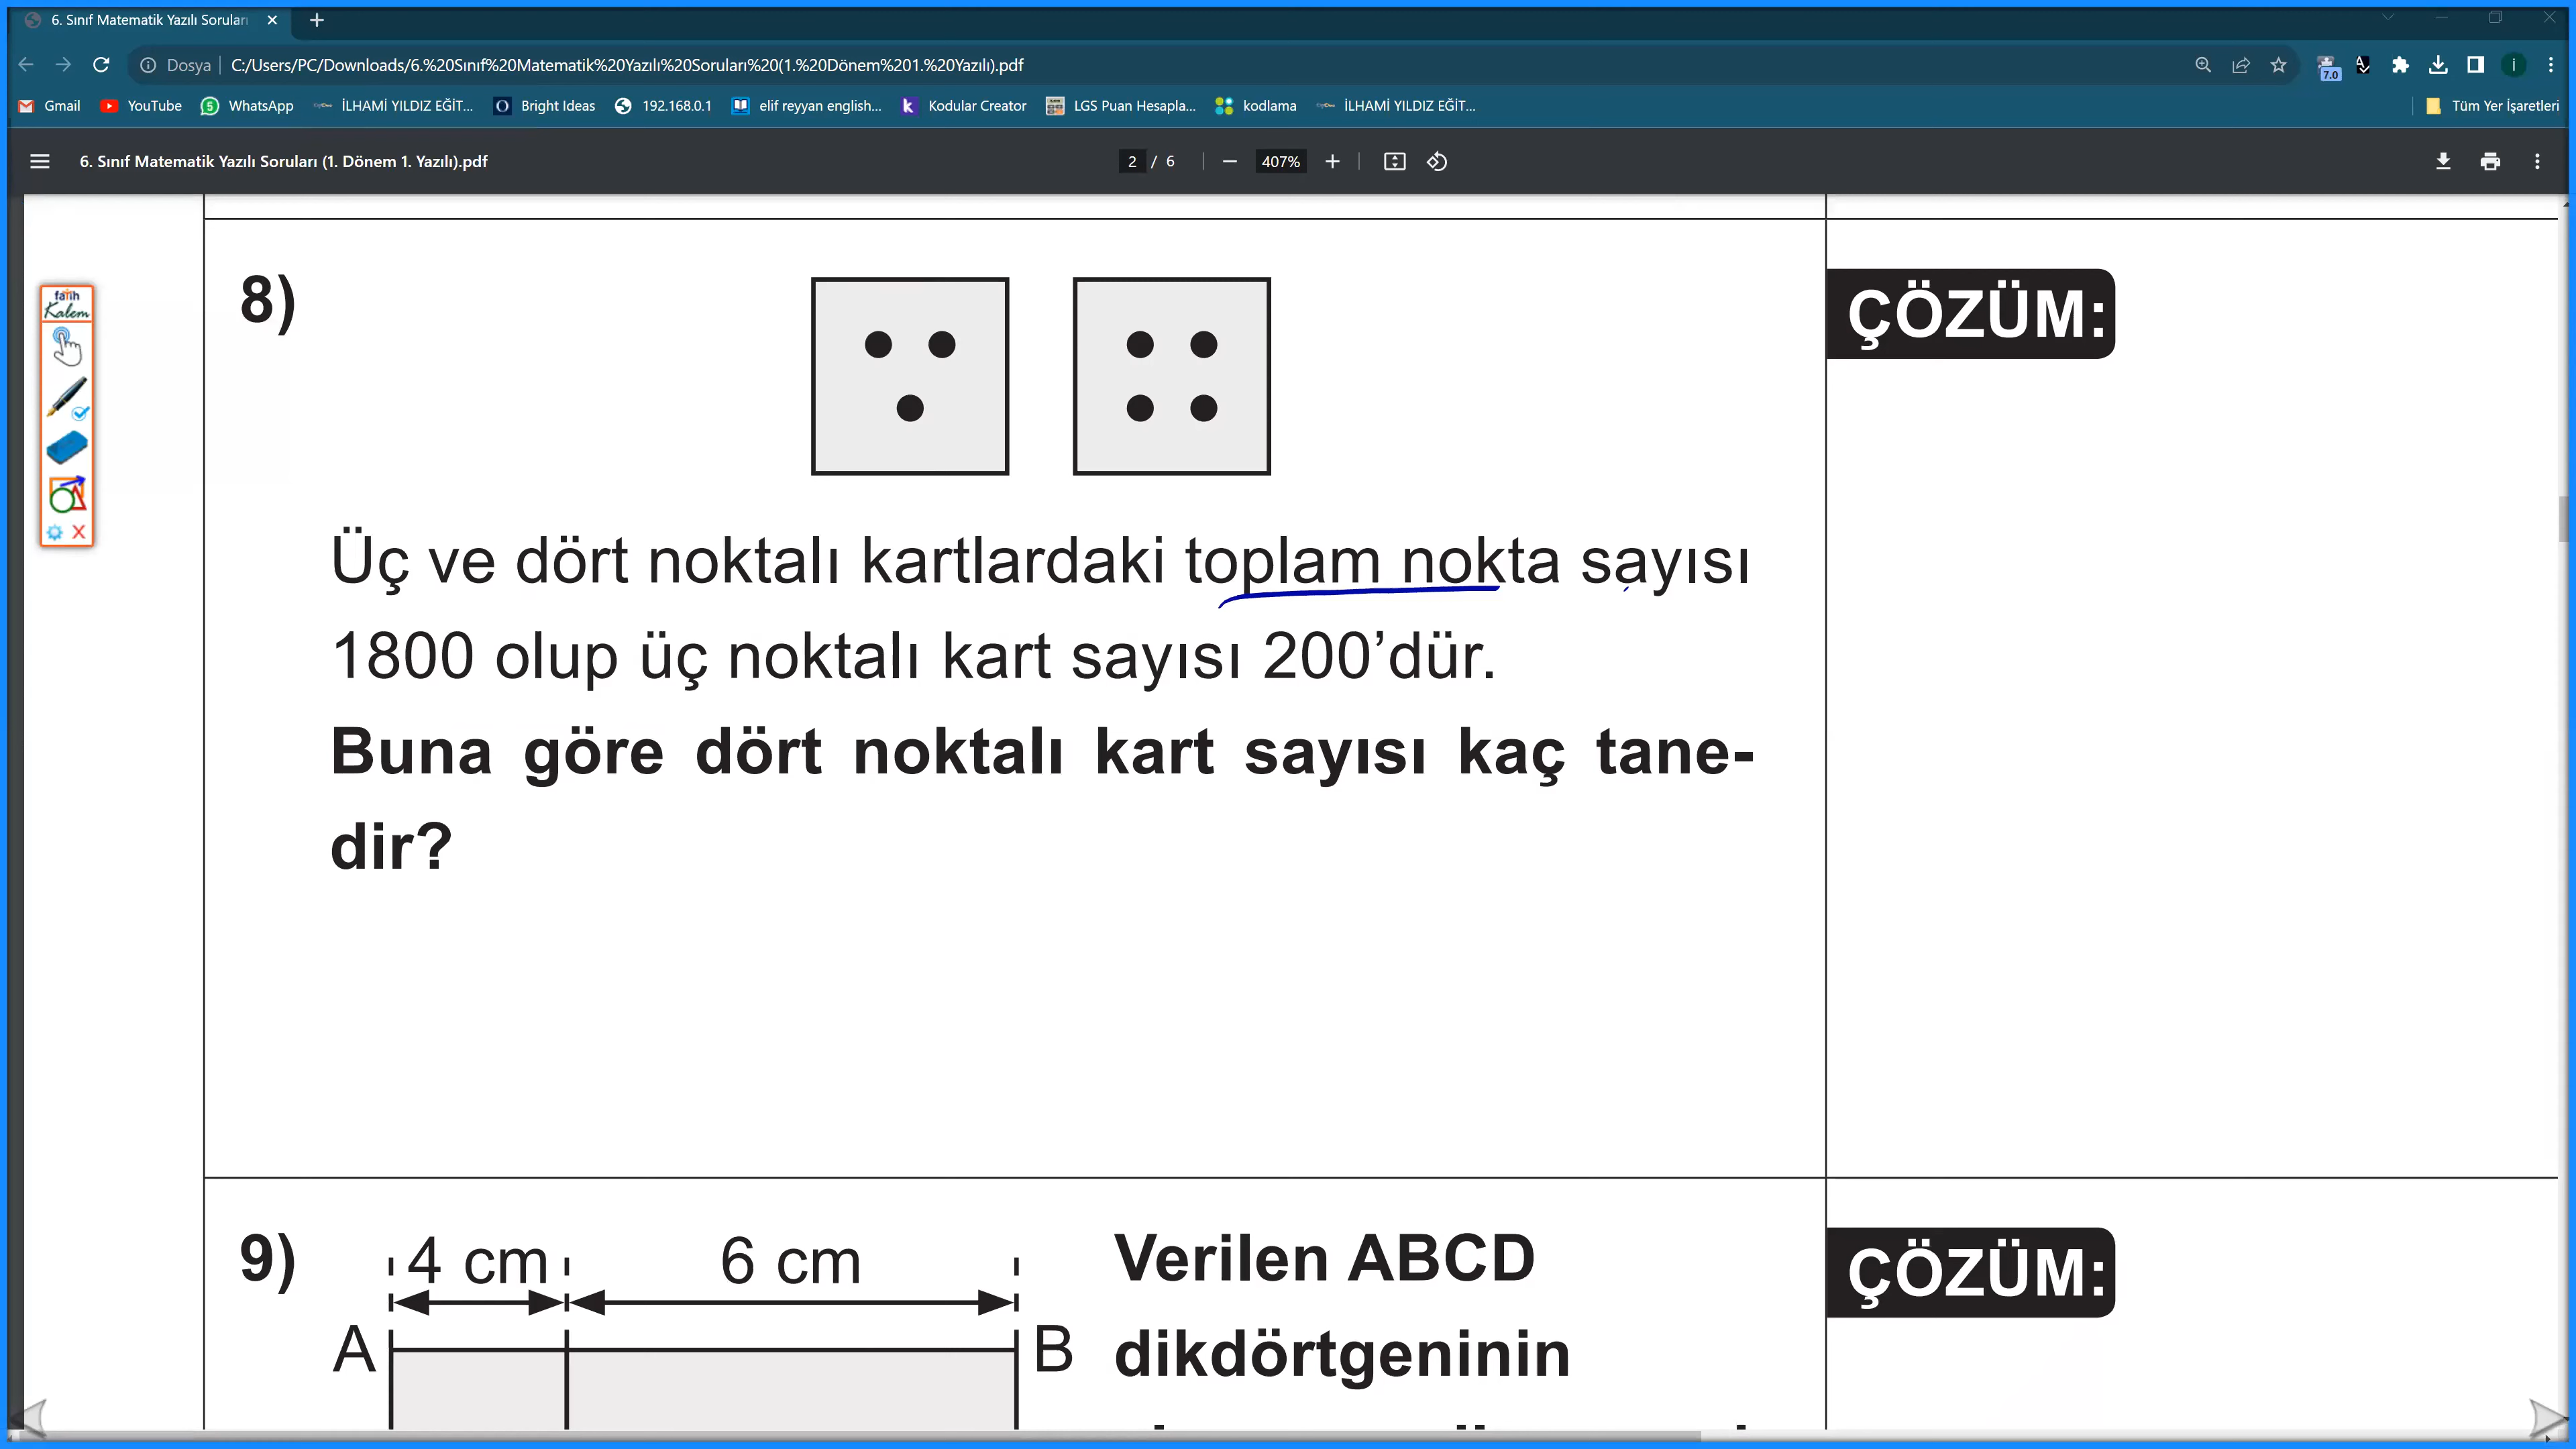 6. Sınıf Matematik Yazılı Soruları
Dosya
C:/Users/PC/Downloads/6.%20Sınıf%20Matematik%20Yazılı%20Soruları%20(1.%20Dönem%201.%20Yazılı).pdf
7.0
i
Gmail
YouTube
WhatsApp
İLHAMİ YILDIZ EĞİT...
Bright Ideas
192.168.0.1
elif reyyan english...
Kodular Creator
LGS Puan Hesapla...
kodlama
İLHAMİ YILDIZ EĞİT...
Tüm Yer İşaretleri
6. Sınıf Matematik Yazılı Soruları (1. Dönem 1. Yazılı).pdf
2 / 6
407%
fatih
Kalem
8)
ÇÖZÜM:
Üç ve dört noktalı kartlardaki toplam nokta sayısı
1800 olup üç noktalı kart sayısı 200’dür.
Buna göre dört noktalı kart sayısı kaç tane-
dir?
9)
4 cm
6 cm
A
B
Verilen ABCD
dikdörtgeninin
ÇÖZÜM: